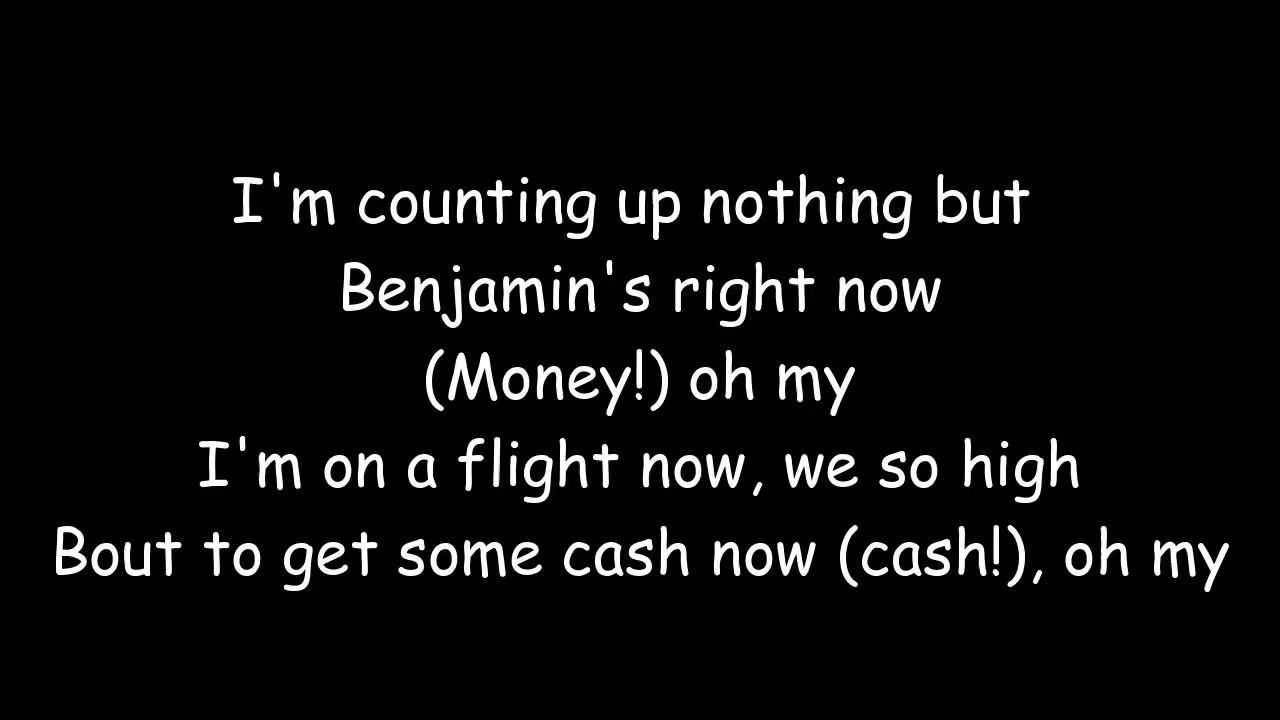 I'm counting up nothing but
Benjamin's right now
(Money!) oh my
I'm on a flight now, we so high
Bout to get some cash now (cash!), oh my